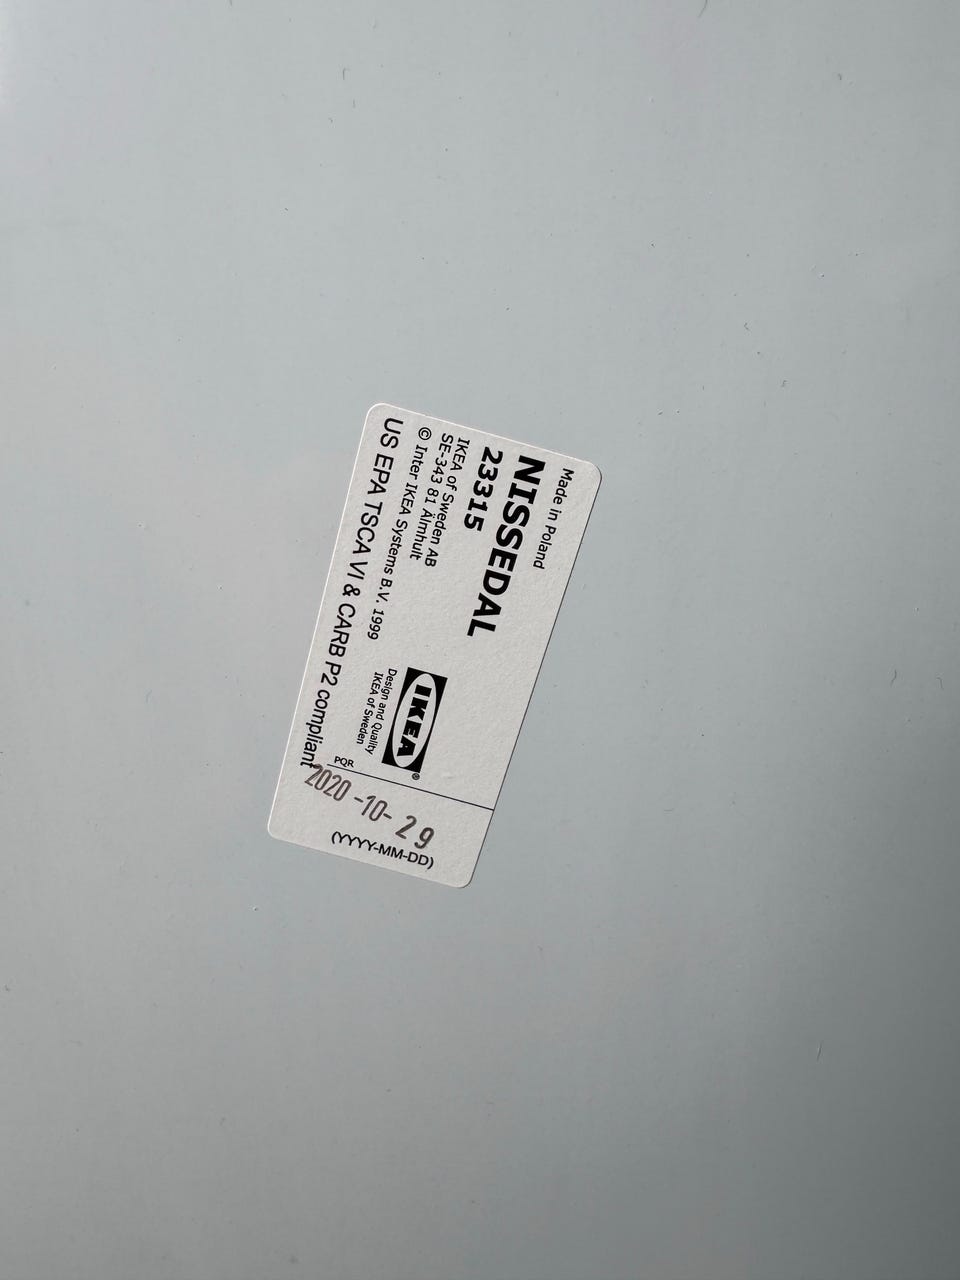 Made in Poland
NISSEDAL
23315
IKEA of Sweden AB
SE-343 81 Älmhult
© Inter IKEA Systems B.V. 1999
US EPA TSCA VI & CARB P2 compliant
IKEA®
Design and Quality
IKEA of Sweden
PQR
2020-10-29
(YYYY-MM-DD)